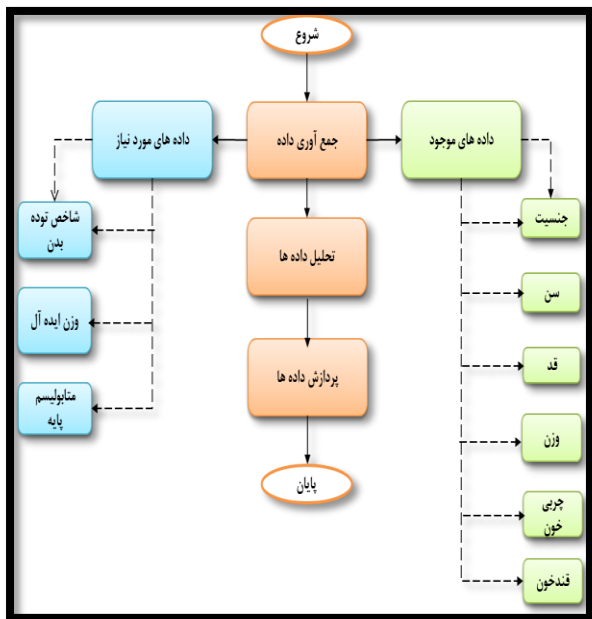 شروع
داده های موجود
جمع آوری داده
داده های مورد نیاز
جنسیت
سن
قد
وزن
چربی
خون
قندخون
تحلیل داده ها
پردازش داده ها
پایان
شاخص توده
بدن
وزن ایده آل
متابولیسم
پایه